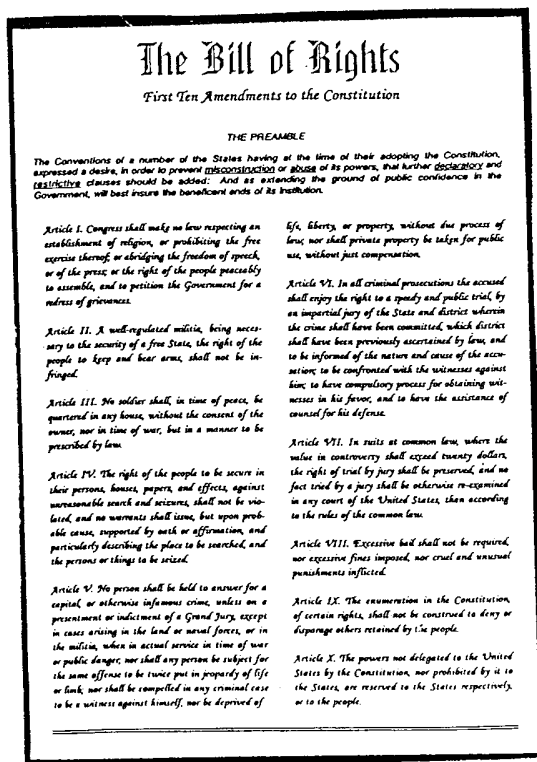 The Bill of Rights
First Ten Amendments to the Constitution
THE PREAMBLE
The Conventions of a number of the States having at the time of their adopting the Constitution,
expressed a desire, in order to prevent misconstruction or abuse of its powers, that further declaratory and
restrictive clauses should be added: And as extending the ground of public confidence in the
Government, will best insure the beneficent ends of its institution.
Article I. Congress shall make no law respecting an
establishment of religion, or prohibiting the free
exercise thereof; or abridging the freedom of speech,
or of the press; or the right of the people peaceably
to assemble, and to petition the Government for a
redress of grievances.
Article II. A well-regulated militia, being neces-
sary to the security of a free State, the right of the
people to keep and bear arms, shall not be in-
fringed.
Article III. No soldier shall, in time of peace, be
quartered in any house, without the consent of the
owner, nor in time of war, but in a manner to be
prescribed by law.
Article IV. The right of the people to be secure in
their persons, houses, papers, and effects, against
unreasonable search and seizures, shall not be vio-
lated, and no warrants shall issue, but upon prob-
able cause, supported by oath or affirmation, and
particularly describing the place to be searched, and
the persons or things to be seized.
Article V. No person shall be held to answer for a
capital, or otherwise infamous crime, unless on a
presentment or indictment of a Grand Jury, except
in cases arising in the land or naval forces, or in
the militia, when in actual service in time of war
or public danger; nor shall any person be subject for
the same offense to be twice put in jeopardy of life
or limb; nor shall be compelled in any criminal case
to be a witness against himself, nor be deprived of
life, liberty, or property, without due process of
law; nor shall private property be taken for public
use, without just compensation.
Article VI. In all criminal prosecutions the accused
shall enjoy the right to a speedy and public trial, by
an impartial jury of the State and district wherein
the crime shall have been committed, which district
shall have been previously ascertained by law, and
to be informed of the nature and cause of the accu-
sation; to be confronted with the witnesses against
him; to have compulsory process for obtaining wit-
nesses in his favor, and to have the assistance of
counsel for his defense.
Article VII. In suits at common law, where the
value in controversy shall exceed twenty dollars,
the right of trial by jury shall be preserved, and no
fact tried by a jury shall be otherwise re-examined
in any court of the United States, than according
to the rules of the common law.
Article VIII. Excessive bail shall not be required,
nor excessive fines imposed, nor cruel and unusual
punishments inflicted.
Article IX. The enumeration in the Constitution,
of certain rights, shall not be construed to deny or
disparage others retained by the people.
Article X. The powers not delegated to the United
States by the Constitution, nor prohibited by it to
the States, are reserved to the States respectively,
or to the people.